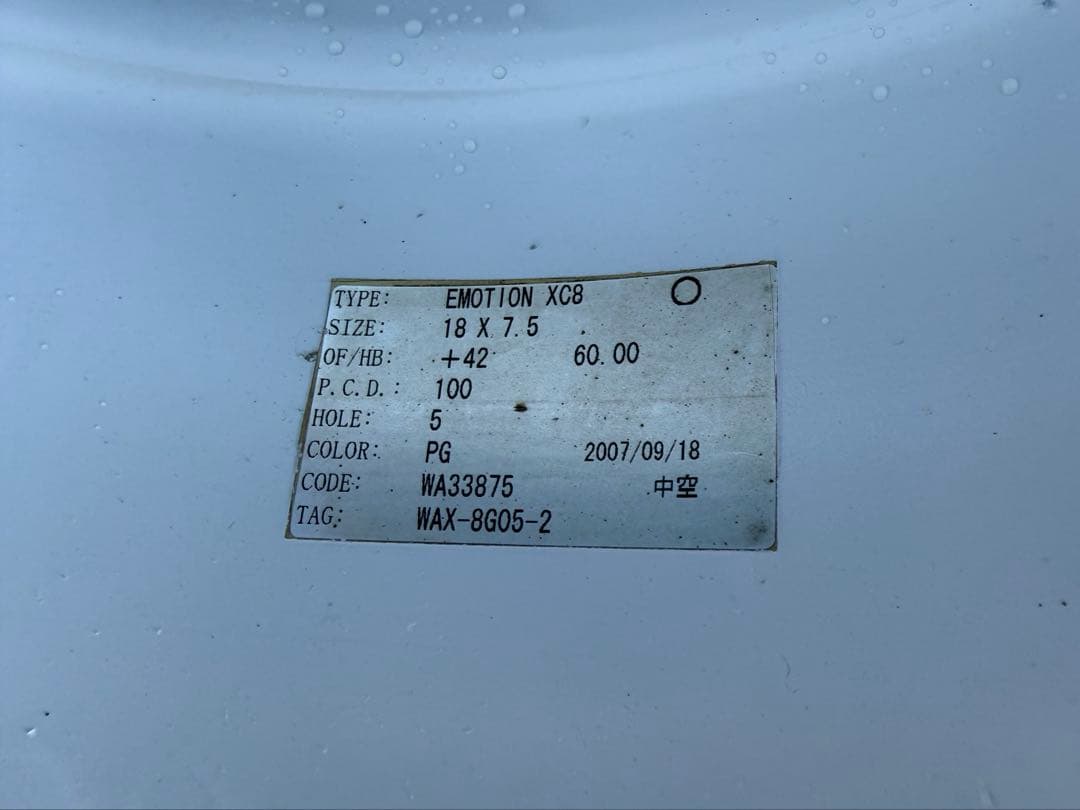 TYPE: EMOTION XC8 ○
SIZE: 18 X 7.5
OF/HB: +42 60.00
P.C.D.: 100
HOLE: 5
COLOR: PG 2007/09/18
CODE: WA33875 中空
TAG: WAX-8G05-2